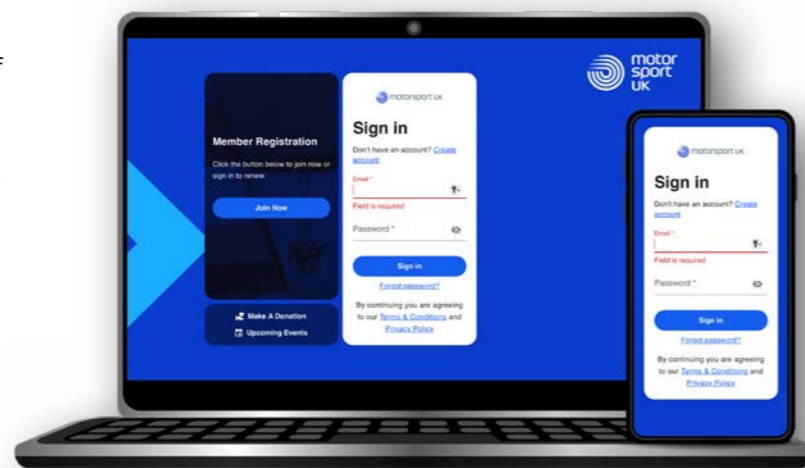 motor
sport
UK
Member Registration
Click the button below to join now or
sign in to renew.
Join Now
Make A Donation
Upcoming Events
motorsport UK
Sign in
Don't have an account? Create
account
Email *
Field is required
Password *
Sign in
Forgot password?
By continuing you are agreeing
to our Terms & Conditions and
Privacy Policy
motorsport UK
Sign in
Don't have an account? Create
account
Email *
Field is required
Password *
Sign in
Forgot password?
By continuing you are agreeing
to our Terms & Conditions and
Privacy Policy